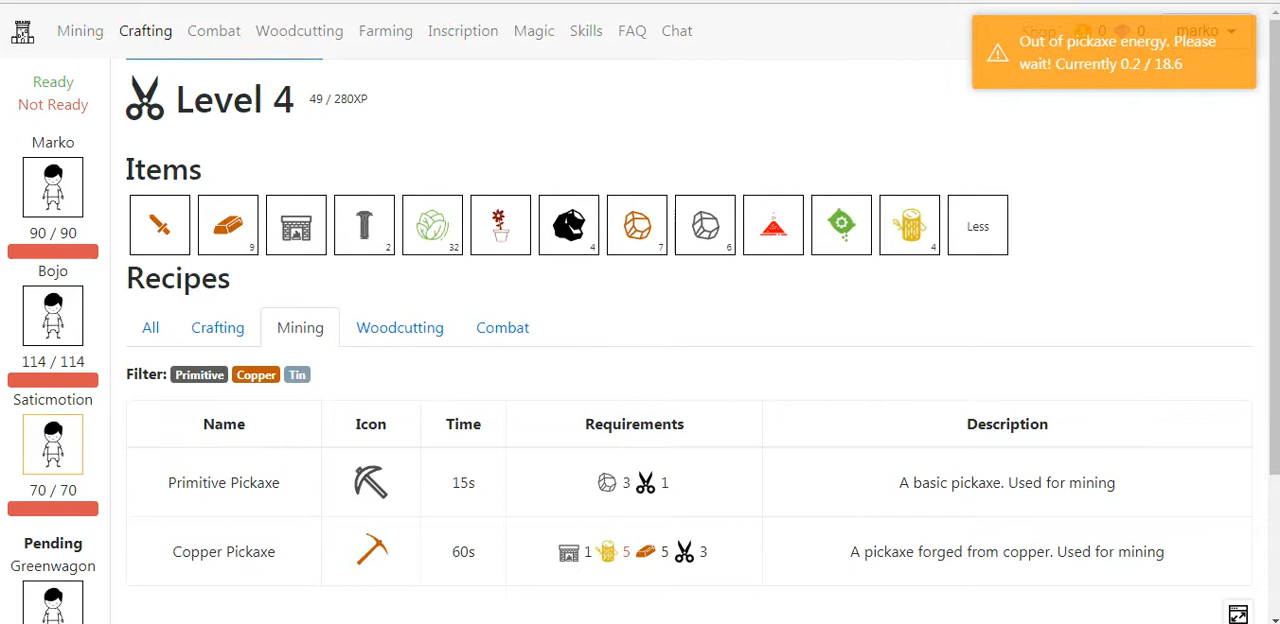 Mining Crafting Combat Woodcutting Farming Inscription Magic Skills FAQ Chat
Shop 0 0 marko
Out of pickaxe energy. Please
wait! Currently 0.2 / 18.6
Ready
Not Ready
Marko
90 / 90
Bojo
114 / 114
Saticmotion
70 / 70
Pending
Greenwagon
Level 4 49 / 280XP
Items
9 2 32 4 7 6 4 Less
Recipes
All Crafting Mining Woodcutting Combat
Filter: Primitive Copper Tin
Name Icon Time Requirements Description
Primitive Pickaxe 15s 3 1 A basic pickaxe. Used for mining
Copper Pickaxe 60s 1 5 5 3 A pickaxe forged from copper. Used for mining